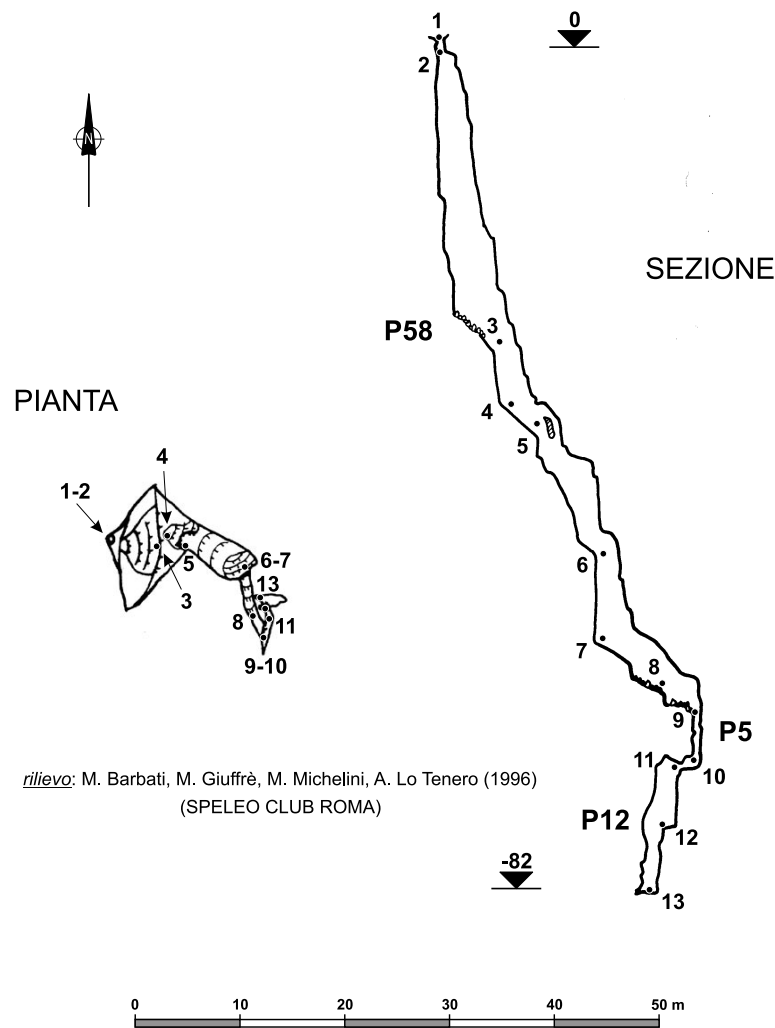 1
0
2
N
SEZIONE
3
P58
PIANTA
4
5
4
1-2
5
6-7
6
13
3
8
11
7
8
9-10
9
P5
11
10
rilievo: M. Barbati, M. Giuffrè, M. Michelini, A. Lo Tenero (1996)
(SPELEO CLUB ROMA)
P12
12
-82
13
0 10 20 30 40 50 m